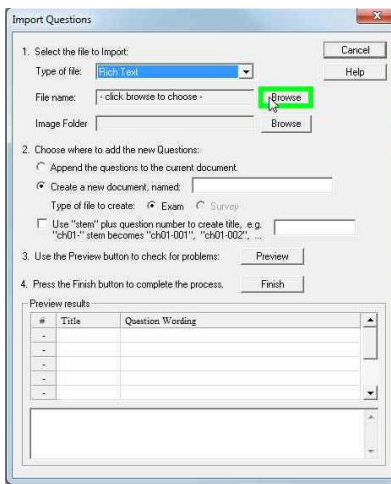 Import Questions
1. Select the file to Import:
Cancel
Type of file: Rich Text
Help
File name: - click browse to choose -
Browse
Image Folder
Browse
2. Choose where to add the new Questions:
Append the questions to the current document.
Create a new document, named:
Type of file to create: Exam Survey
Use "stem" plus question number to create title, e.g.
"ch01-" stem becomes "ch01-001", "ch01-002", ...
3. Use the Preview button to check for problems:
Preview
4. Press the Finish button to complete the process.
Finish
Preview results
# Title Question Wording
-
-
-
-
-